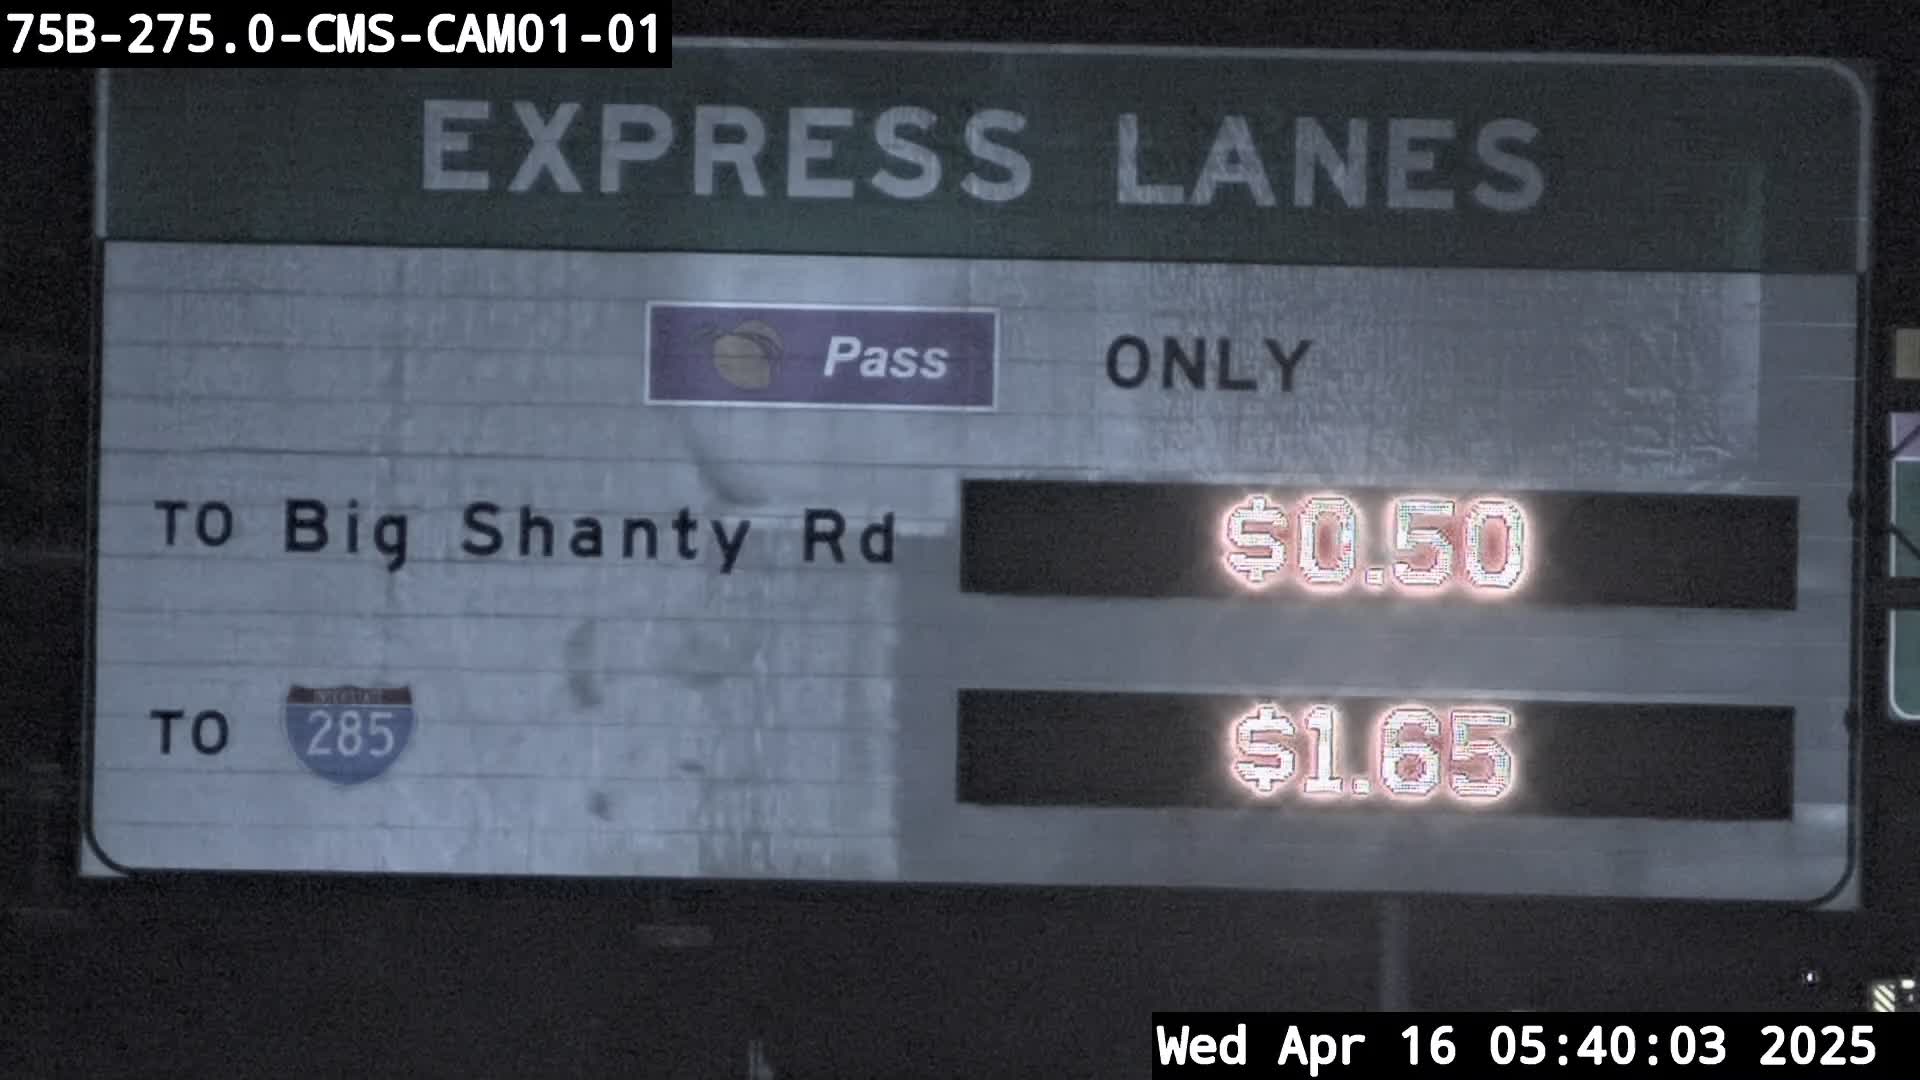 75B-275.0-CMS-CAM01-01
EXPRESS LANES
Pass ONLY
TO Big Shanty Rd $0.50
INTERSTATE
TO 285 $1.65
Wed Apr 16 05:40:03 2025